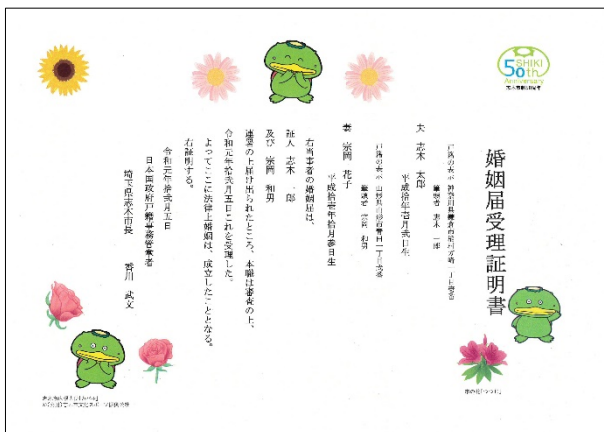 SHIKI
50th
Anniversary
婚姻届受理証明書
夫 志木 太郎
平成拾年壱月弐日生
妻 宗岡 花子
平成拾壱年拾月参日生
右当事者の婚姻届は、
証人 志木 一郎
及び 宗岡 和男
連署の上届け出られたところ、本職は審査の上、
令和元年拾弐月五日これを受理した。
よってここに法律上婚姻は、成立したこととなる。
右証明する。
令和元年拾弐月五日
日本国政府戸籍事務管掌者
埼玉県志木市長 香川 武文